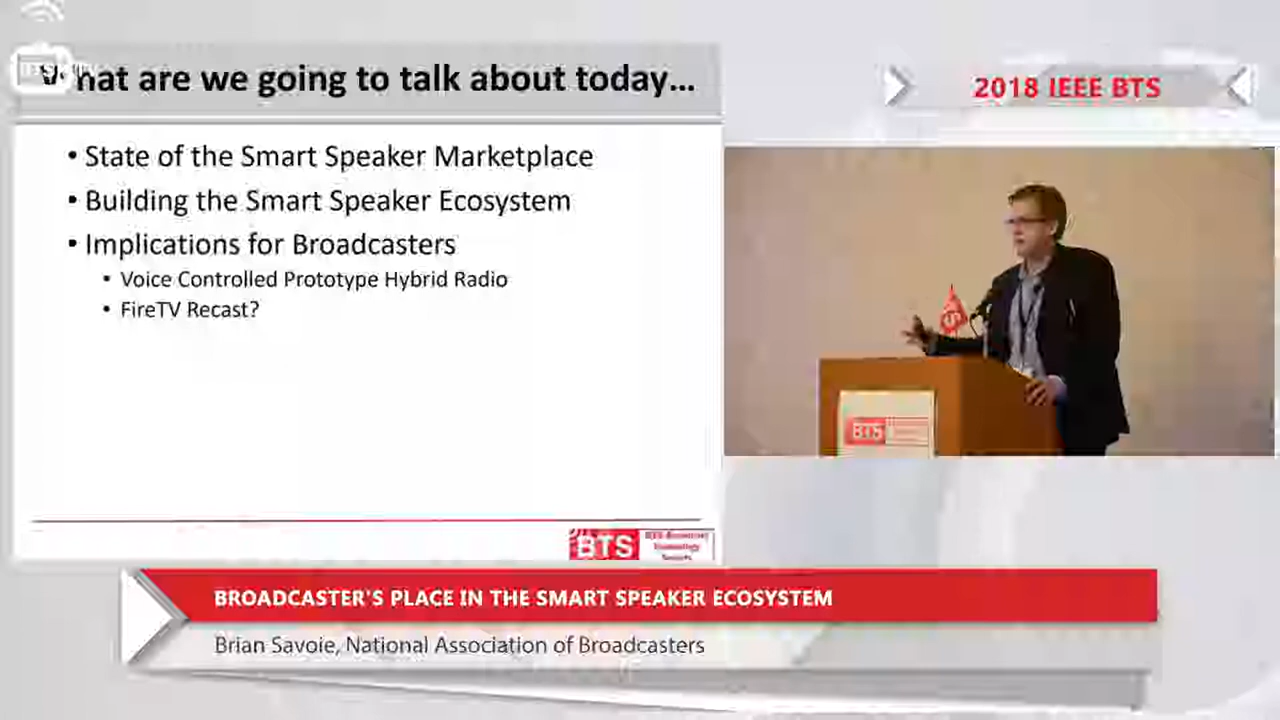 What are we going to talk about today...
• State of the Smart Speaker Marketplace
• Building the Smart Speaker Ecosystem
• Implications for Broadcasters
• Voice Controlled Prototype Hybrid Radio
• FireTV Recast?
BTS
2018 IEEE BTS
BTS
BROADCASTER'S PLACE IN THE SMART SPEAKER ECOSYSTEM
Brian Savoie, National Association of Broadcasters